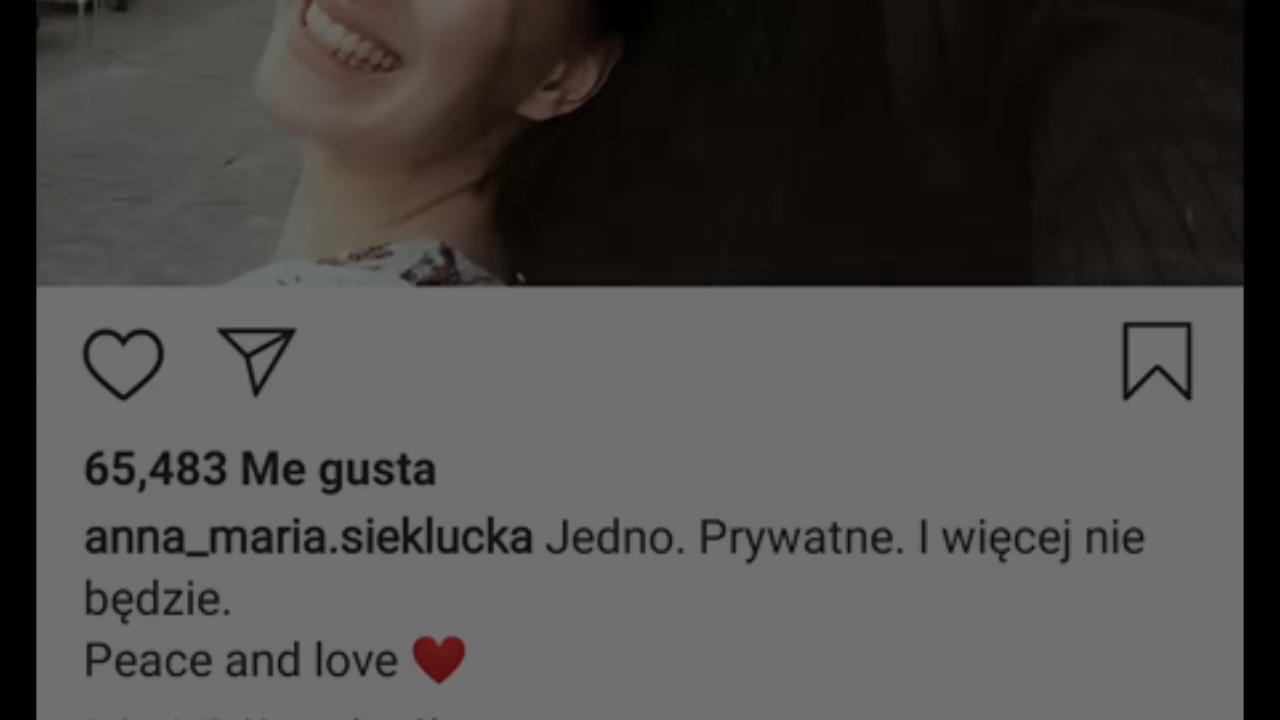 65,483 Me gusta
anna_maria.sieklucka Jedno. Prywatne. I więcej nie
będzie.
Peace and love ❤️